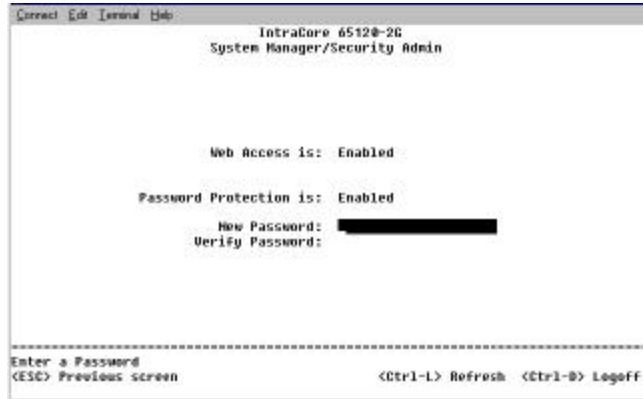 Connect Edit Terminal Help
IntraCore 65120-2G
System Manager/Security Admin
Web Access is: Enabled
Password Protection is: Enabled
New Password:
Verify Password:
Enter a Password
<ESC> Previous screen <Ctrl-L> Refresh <Ctrl-D> Logoff